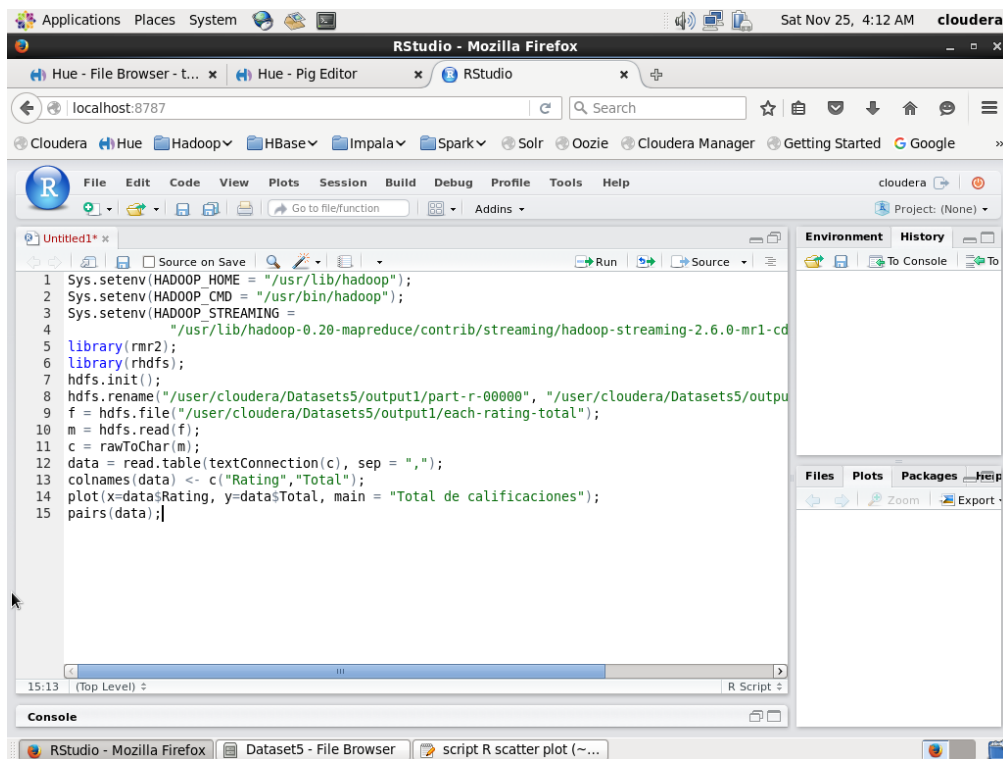 Applications Places System Sat Nov 25, 4:12 AM cloudera
RStudio - Mozilla Firefox
Hue - File Browser - t... × Hue - Pig Editor × RStudio ×
localhost:8787 Search
Cloudera Hue Hadoop HBase Impala Spark Solr Oozie Cloudera Manager Getting Started G Google »
R File Edit Code View Plots Session Build Debug Profile Tools Help cloudera
Go to file/function Addins Project: (None)
Untitled1* ×
Source on Save Run Source
1 Sys.setenv(HADOOP_HOME = "/usr/lib/hadoop");
2 Sys.setenv(HADOOP_CMD = "/usr/bin/hadoop");
3 Sys.setenv(HADOOP_STREAMING =
4 "/usr/lib/hadoop-0.20-mapreduce/contrib/streaming/hadoop-streaming-2.6.0-mr1-cd
5 library(rmr2);
6 library(rhdfs);
7 hdfs.init();
8 hdfs.rename("/user/cloudera/Datasets5/output1/part-r-00000", "/user/cloudera/Datasets5/outpu
9 f = hdfs.file("/user/cloudera/Datasets5/output1/each-rating-total");
10 m = hdfs.read(f);
11 c = rawToChar(m);
12 data = read.table(textConnection(c), sep = ",");
13 colnames(data) <- c("Rating","Total");
14 plot(x=data$Rating, y=data$Total, main = "Total de calificaciones");
15 pairs(data);
15:13 (Top Level) R Script
Console
Environment History
To Console To
Files Plots Packages Help
Zoom Export
RStudio - Mozilla Firefox Dataset5 - File Browser script R scatter plot (~...